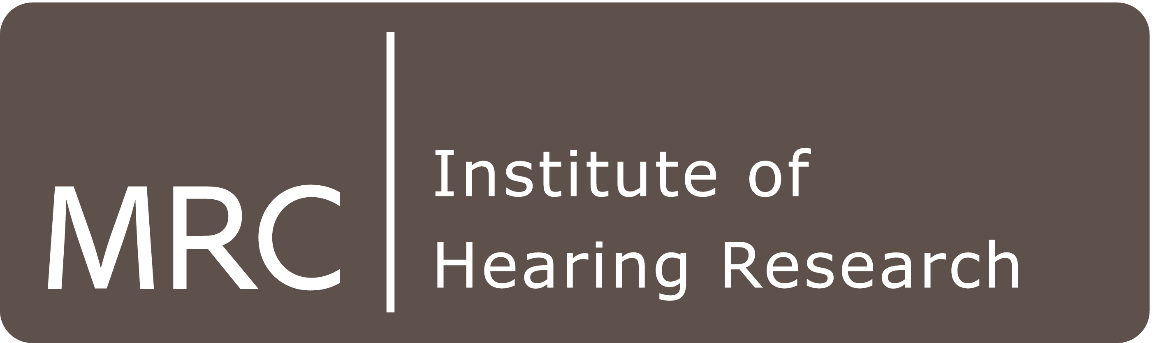 MRC
Institute of
Hearing Research